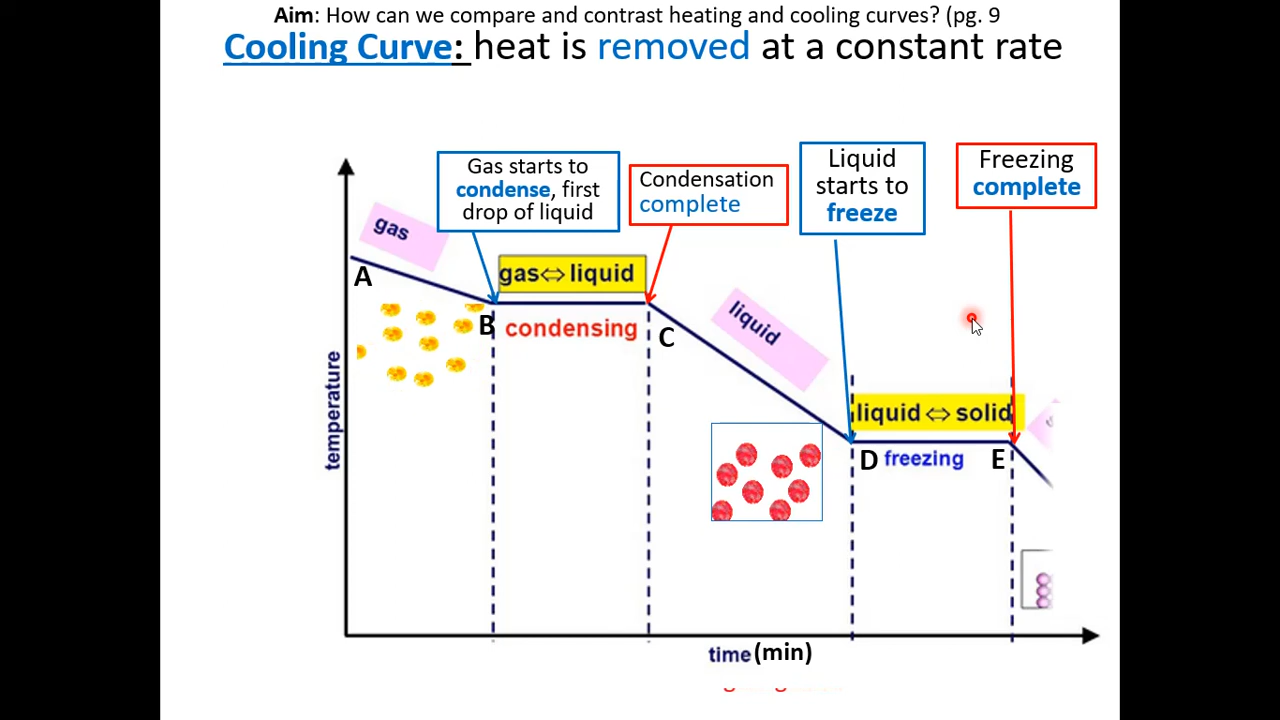 Aim: How can we compare and contrast heating and cooling curves? (pg. 9
Cooling Curve: heat is removed at a constant rate
Gas starts to
condense, first
drop of liquid
Condensation
complete
Liquid
starts to
freeze
Freezing
complete
gas
A
gas⇔liquid
B
condensing
C
liquid
liquid ⇔ solid
D
freezing
E
temperature
time (min)